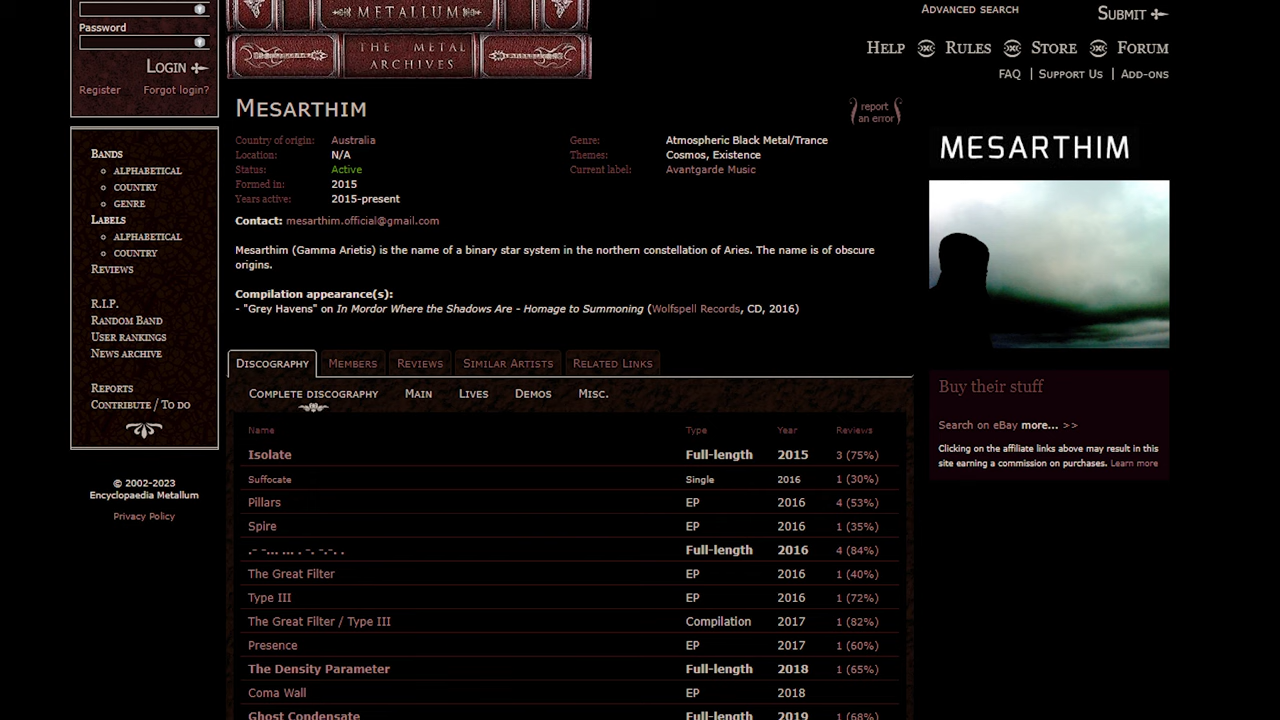 Password
Login
Register Forgot login?
METALLUM
THE METAL
ARCHIVES
Advanced search
Submit
Help Rules Store Forum
FAQ | Support Us | Add-ons
Bands
alphabetical
country
genre
Labels
alphabetical
country
Reviews
R.I.P.
Random Band
User rankings
News archive
Reports
Contribute / To do
© 2002-2023
Encyclopaedia Metallum
Privacy Policy
Mesarthim
report
an error
Country of origin: Australia
Location: N/A
Status: Active
Formed in: 2015
Years active: 2015-present
Genre: Atmospheric Black Metal/Trance
Themes: Cosmos, Existence
Current label: Avantgarde Music
Contact: mesarthim.official@gmail.com
Mesarthim (Gamma Arietis) is the name of a binary star system in the northern constellation of Aries. The name is of obscure
origins.
Compilation appearance(s):
- "Grey Havens" on In Mordor Where the Shadows Are - Homage to Summoning (Wolfspell Records, CD, 2016)
Discography Members Reviews Similar Artists Related Links
Complete discography Main Lives Demos Misc.
Name Type Year Reviews
Isolate Full-length 2015 3 (75%)
Suffocate Single 2016 1 (30%)
Pillars EP 2016 4 (53%)
Spire EP 2016 1 (35%)
.- -... ... . -. -.-. . Full-length 2016 4 (84%)
The Great Filter EP 2016 1 (40%)
Type III EP 2016 1 (72%)
The Great Filter / Type III Compilation 2017 1 (82%)
Presence EP 2017 1 (60%)
The Density Parameter Full-length 2018 1 (65%)
Coma Wall EP 2018
Ghost Condensate Full-length 2019 1 (68%)
MESARTHIM
Buy their stuff
Search on eBay more... >>
Clicking on the affiliate links above may result in this
site earning a commission on purchases. Learn more